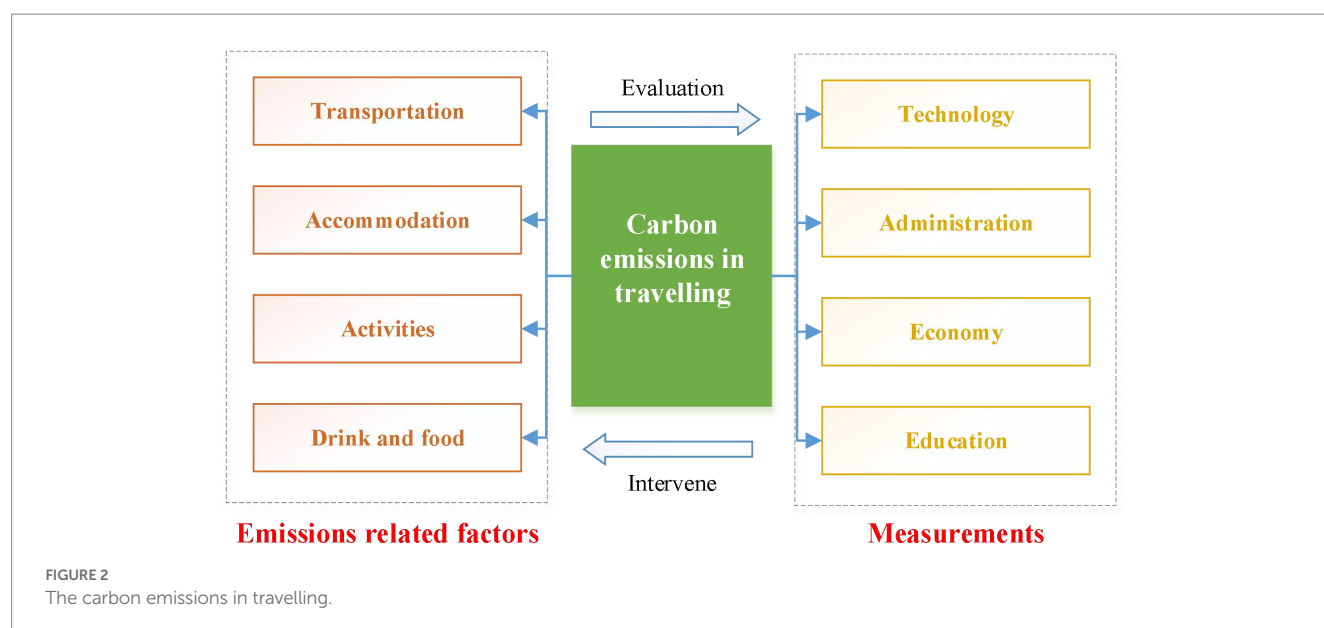 Transportation
Accommodation
Activities
Drink and food
Emissions related factors
Evaluation
Carbon
emissions in
travelling
Intervene
Technology
Administration
Economy
Education
Measurements
FIGURE 2
The carbon emissions in travelling.